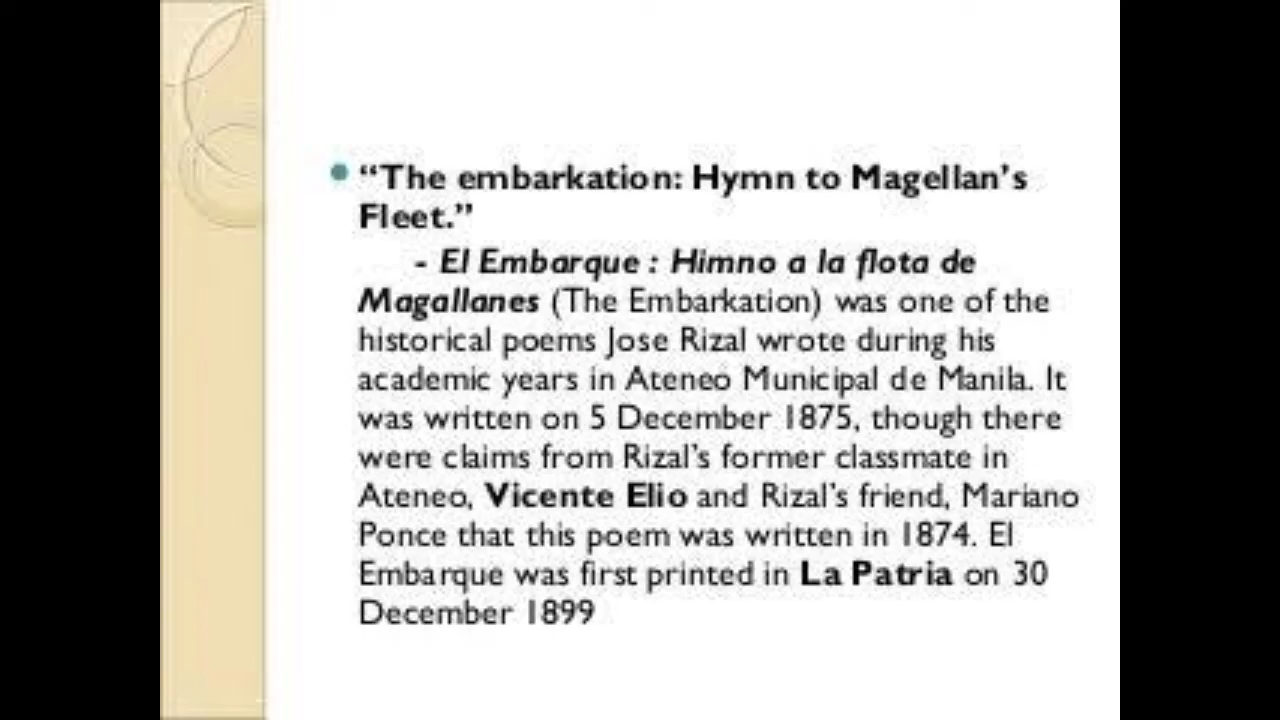 “The embarkation: Hymn to Magellan’s
Fleet.”
- El Embarque : Himno a la flota de
Magallanes (The Embarkation) was one of the
historical poems Jose Rizal wrote during his
academic years in Ateneo Municipal de Manila. It
was written on 5 December 1875, though there
were claims from Rizal’s former classmate in
Ateneo, Vicente Elio and Rizal’s friend, Mariano
Ponce that this poem was written in 1874. El
Embarque was first printed in La Patria on 30
December 1899